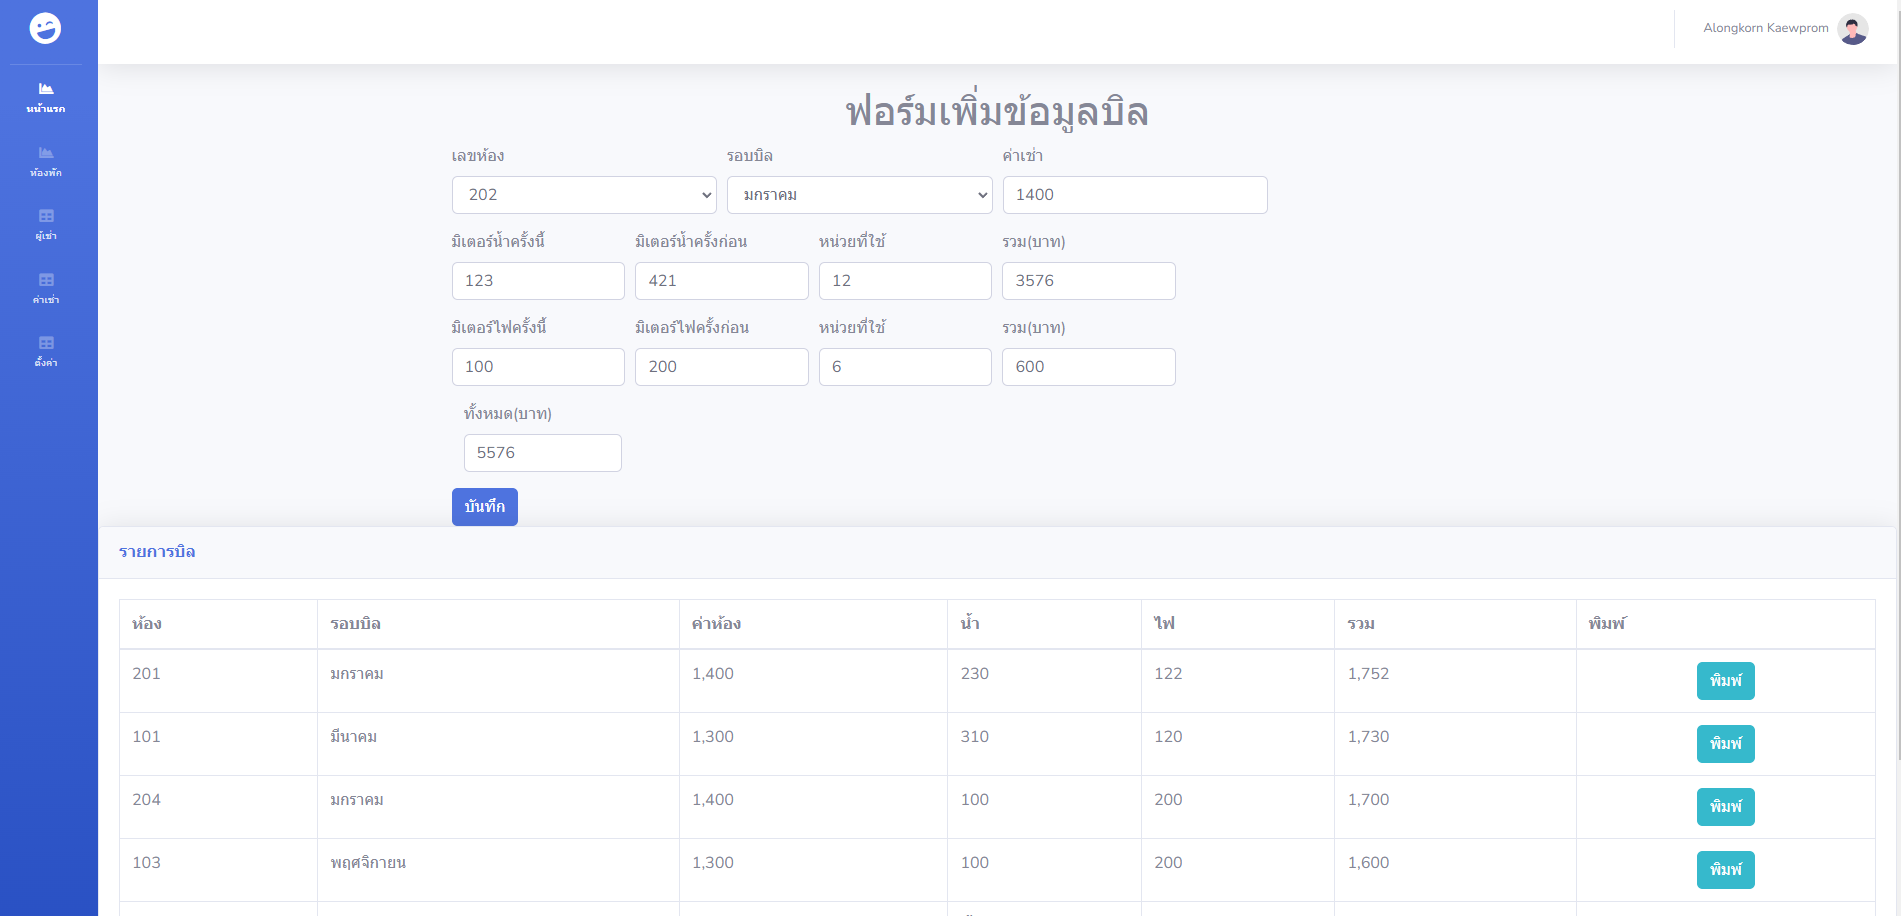 Alongkorn Kaewprom
หน้าแรก
ห้องพัก
ผู้เช่า
ค่าเช่า
ตั้งค่า
ฟอร์มเพิ่มข้อมูลบิล
เลขห้อง รอบบิล ค่าเช่า
202 มกราคม 1400
มิเตอร์น้ำครั้งนี้ มิเตอร์น้ำครั้งก่อน หน่วยที่ใช้ รวม(บาท)
123 421 12 3576
มิเตอร์ไฟครั้งนี้ มิเตอร์ไฟครั้งก่อน หน่วยที่ใช้ รวม(บาท)
100 200 6 600
ทั้งหมด(บาท)
5576
บันทึก
รายการบิล
ห้อง รอบบิล ค่าห้อง น้ำ ไฟ รวม พิมพ์
201 มกราคม 1,400 230 122 1,752 พิมพ์
101 มีนาคม 1,300 310 120 1,730 พิมพ์
204 มกราคม 1,400 100 200 1,700 พิมพ์
103 พฤศจิกายน 1,300 100 200 1,600 พิมพ์